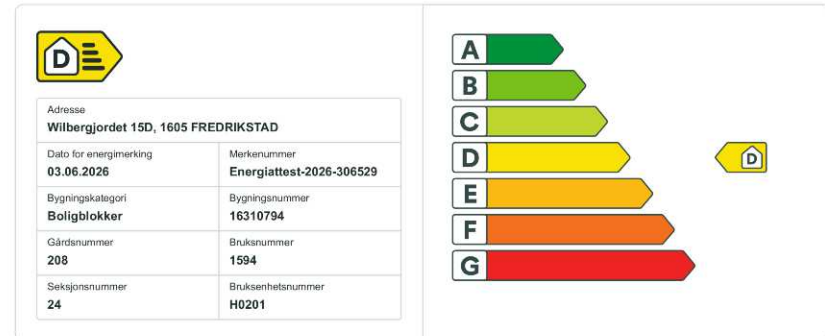 D
Adresse
Wilbergjordet 15D, 1605 FREDRIKSTAD
Dato for energimerking
03.06.2026
Merkenummer
Energiattest-2026-306529
Bygningskategori
Boligblokker
Bygningsnummer
16310794
Gårdsnummer
208
Bruksnummer
1594
Seksjonsnummer
24
Bruksenhetsnummer
H0201
A
B
C
D
D
E
F
G